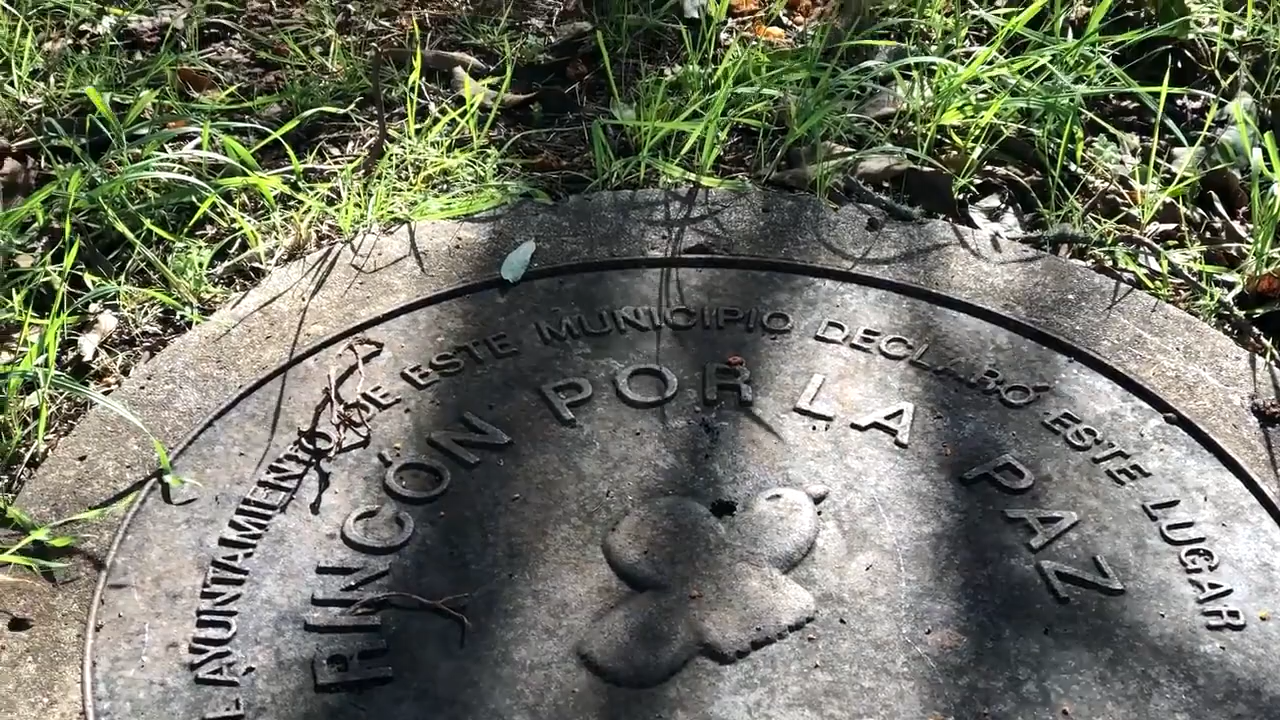 AYUNTAMIENTO DE ESTE MUNICIPIO DECLARÓ ESTE LUGAR
RINCÓN POR LA PAZ